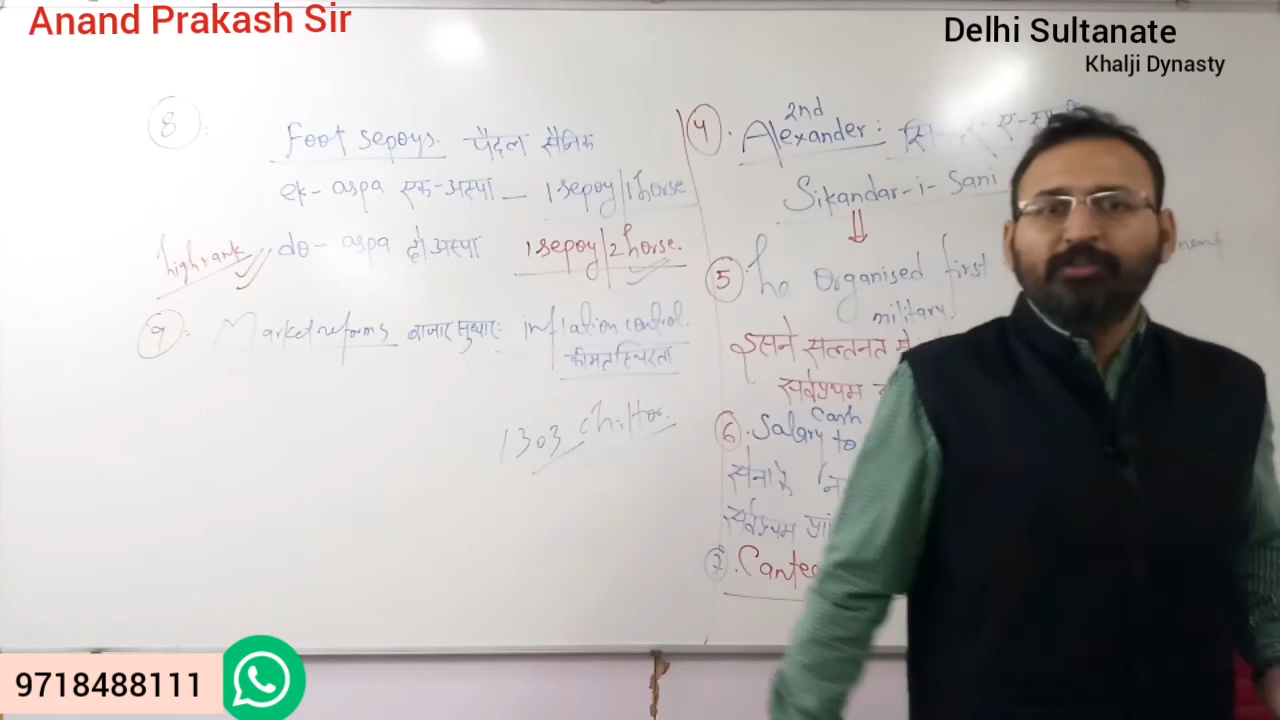 Anand Prakash Sir
Delhi Sultanate
Khalji Dynasty
8:
Foot sepoys. पैदल सैनिक
ek-aspa एक-अस्पा — 1 sepoy/1 horse
high rank do-aspa दो अस्पा 1 sepoy/2 horse.
9: Market reforms बाजार सुधार: inflation control.
कीमत स्थिरता
1303 chittor.
2nd
4. Alexander:
Sikandar-i-Sani
5 he Organised first
military.
इसने सल्तनत मे
सर्वप्रथम
cash
6. Salary to
सेना के
सर्वप्रथम
7.
9718488111